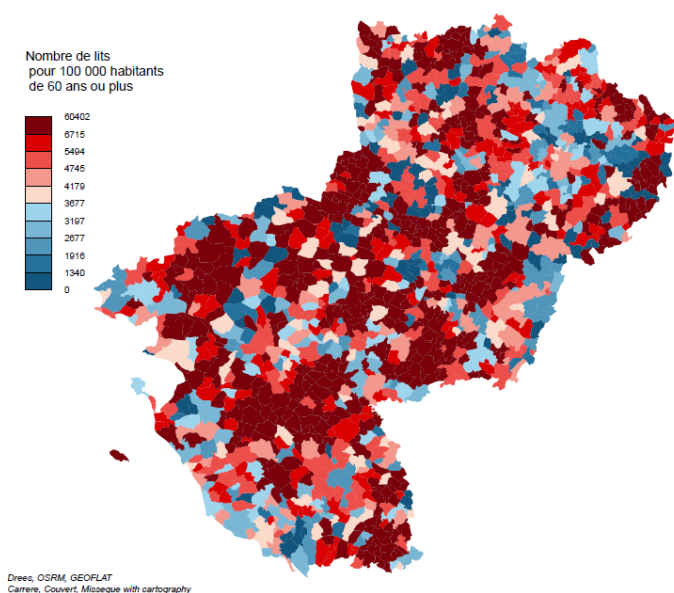 Nombre de lits
pour 100 000 habitants
de 60 ans ou plus
60402
6715
5494
4745
4179
3677
3197
2677
1916
1340
0
Drees, OSRM, GEOFLAT
Carrere, Couvert, Missegue with cartography